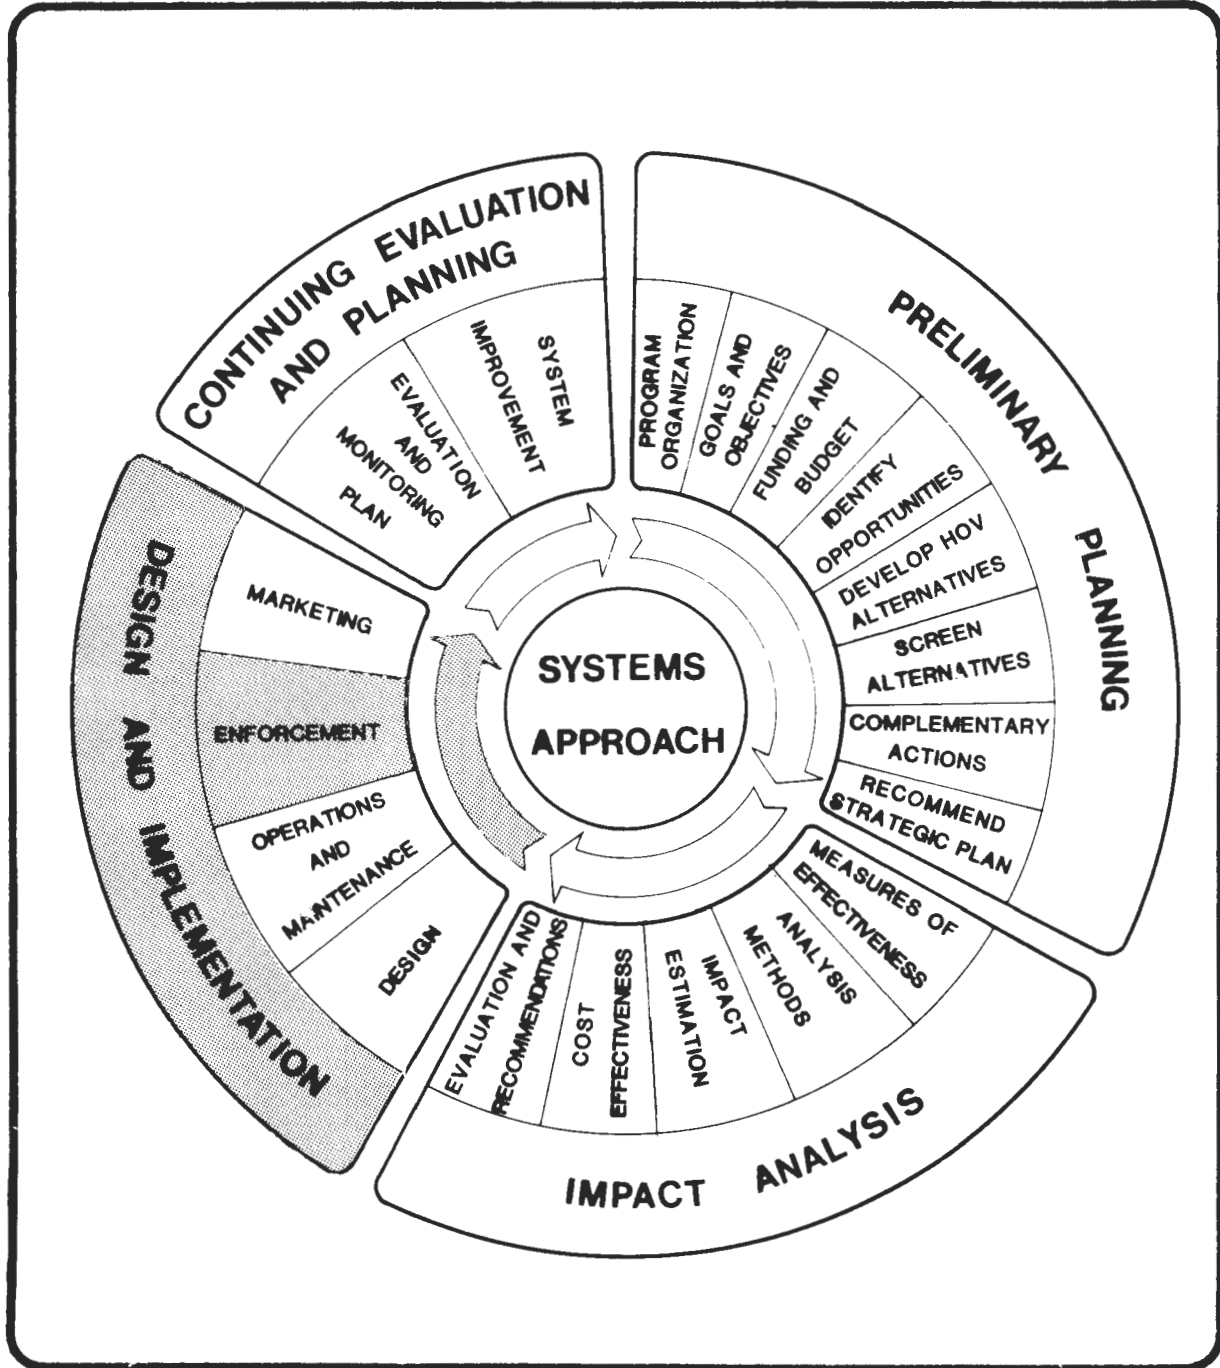 CONTINUING EVALUATION
AND PLANNING
EVALUATION
AND
MONITORING
PLAN
SYSTEM
IMPROVEMENT
PRELIMINARY PLANNING
PROGRAM
ORGANIZATION
GOALS AND
OBJECTIVES
FUNDING AND
BUDGET
IDENTIFY
OPPORTUNITIES
DEVELOP HOV
ALTERNATIVES
SCREEN
ALTERNATIVES
COMPLEMENTARY
ACTIONS
RECOMMEND
STRATEGIC PLAN
IMPACT ANALYSIS
MEASURES OF
EFFECTIVENESS
ANALYSIS
METHODS
IMPACT
ESTIMATION
COST
EFFECTIVENESS
EVALUATION AND
RECOMMENDATIONS
DESIGN AND IMPLEMENTATION
DESIGN
OPERATIONS
AND
MAINTENANCE
ENFORCEMENT
MARKETING
SYSTEMS
APPROACH